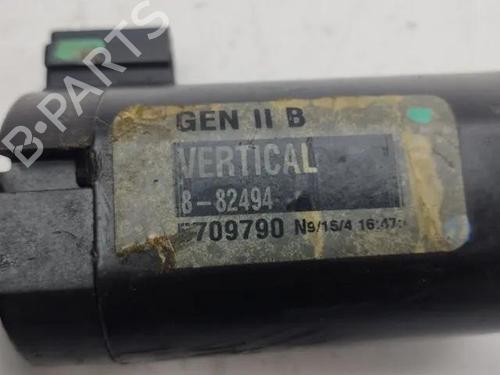 B-PARTS
GEN II B
VERTICAL
8-82494
709790 N9/15/4 16:47: